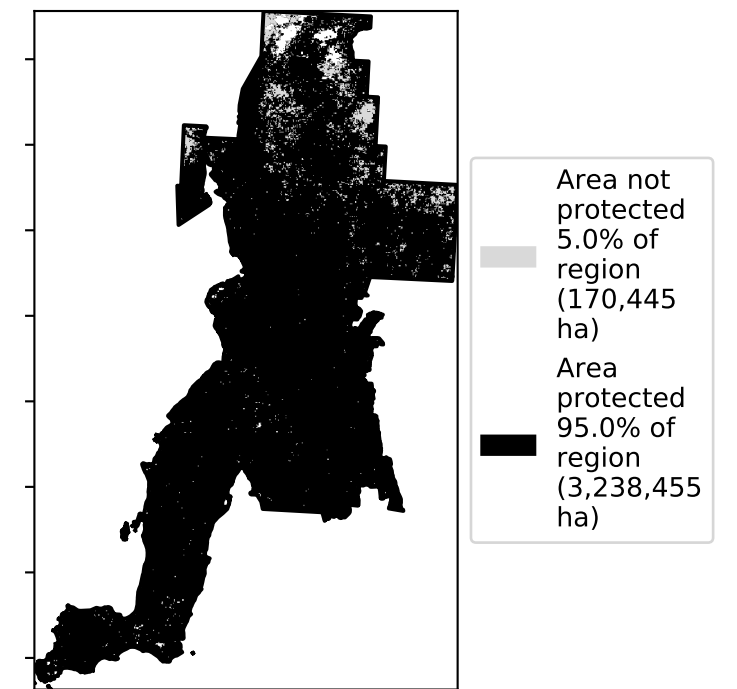 Area not
protected
5.0% of
region
(170,445
ha)
Area
protected
95.0% of
region
(3,238,455
ha)